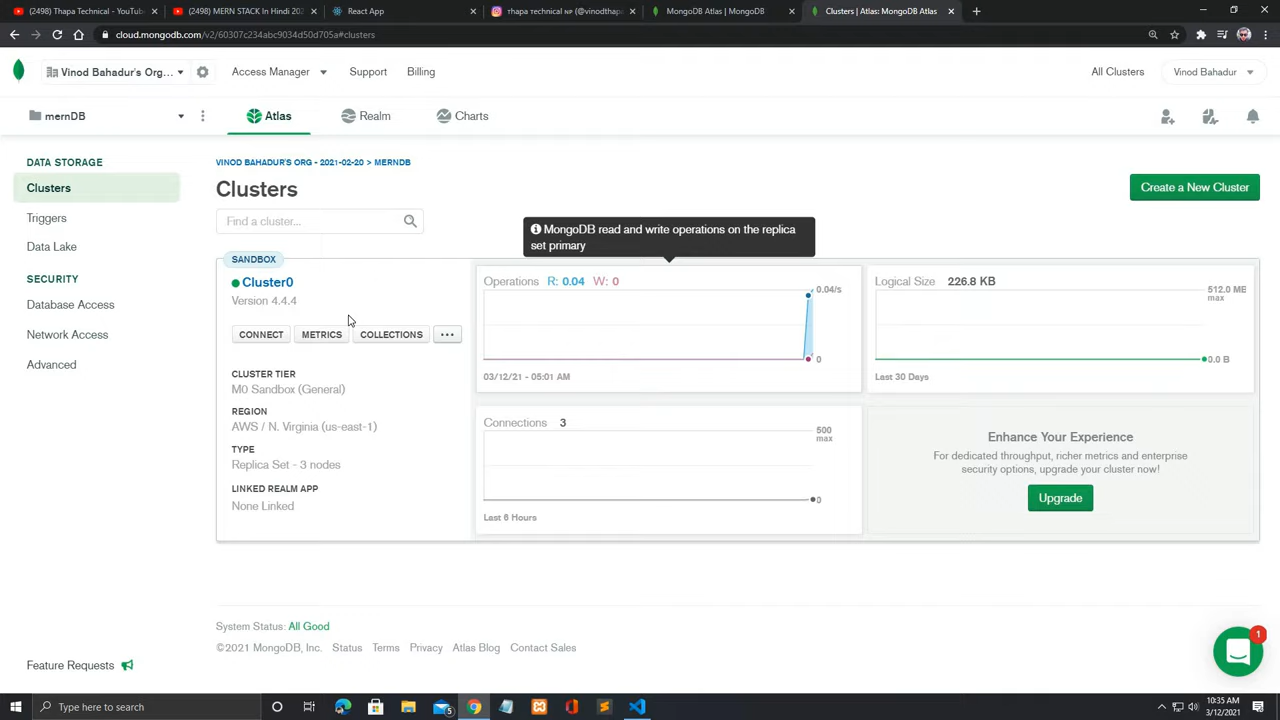 (2498) Thapa Technical - YouTub
(2498) MERN STACK In Hindi 202
React App
MongoDB Atlas | MongoDB
Clusters | Atlas: MongoDB Atlas
cloud.mongodb.com/v2/60307c234abc9034d50d705a#clusters
Vinod Bahadur's Org...
Access Manager
Support
Billing
All Clusters
Vinod Bahadur
mernDB
Atlas
Realm
Charts
DATA STORAGE
Clusters
Triggers
Data Lake
SECURITY
Database Access
Network Access
Advanced
Feature Requests
VINOD BAHADUR'S ORG - 2021-02-20 > MERNDB
Clusters
Create a New Cluster
Find a cluster...
MongoDB read and write operations on the replica
set primary
SANDBOX
Cluster0
Version 4.4.4
CONNECT
METRICS
COLLECTIONS
...
CLUSTER TIER
M0 Sandbox (General)
REGION
AWS / N. Virginia (us-east-1)
TYPE
Replica Set - 3 nodes
LINKED REALM APP
None Linked
Operations R: 0.04 W: 0
0.04/s
0
03/12/21 - 05:01 AM
Logical Size 226.8 KB
512.0 MB
max
0.0 B
Last 30 Days
Connections 3
500
max
0
Last 6 Hours
Enhance Your Experience
For dedicated throughput, richer metrics and enterprise
security options, upgrade your cluster now!
Upgrade
System Status: All Good
©2021 MongoDB, Inc.
Status
Terms
Privacy
Atlas Blog
Contact Sales
1
Type here to search
10:35 AM
3/12/2021